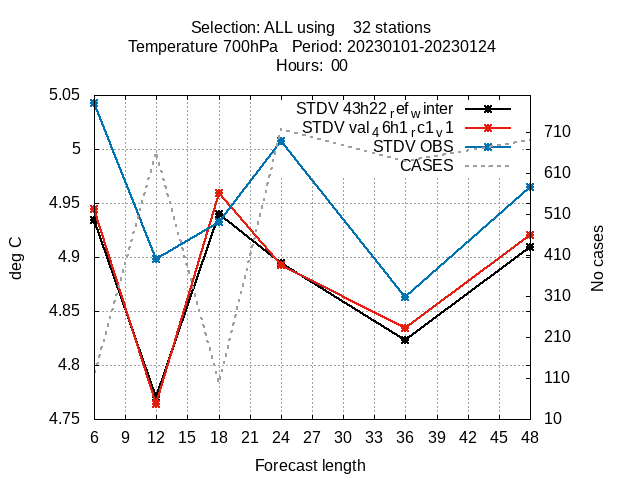 Selection: ALL using    32 stations
Temperature 700hPa   Period: 20230101-20230124
Hours:  00
STDV 43h22refwinter
STDV val46h1rc1v1
STDV OBS
CASES
5.05
5
4.95
4.9
4.85
4.8
4.75
deg C
710
610
510
410
310
210
110
10
No cases
6 9 12 15 18 21 24 27 30 33 36 39 42 45 48
Forecast length